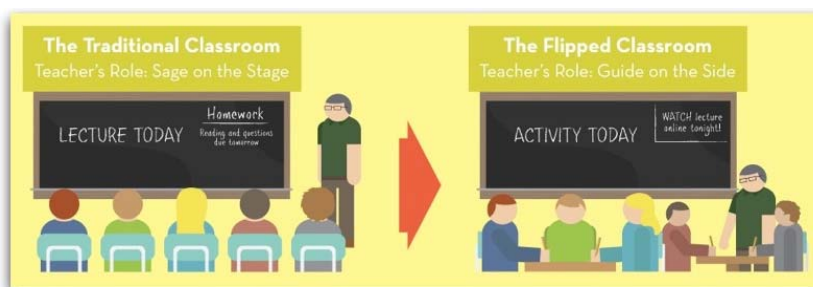 The Traditional Classroom
Teacher's Role: Sage on the Stage
LECTURE TODAY
Homework
Reading and questions
due tomorrow
The Flipped Classroom
Teacher's Role: Guide on the Side
ACTIVITY TODAY
WATCH lecture
online tonight!